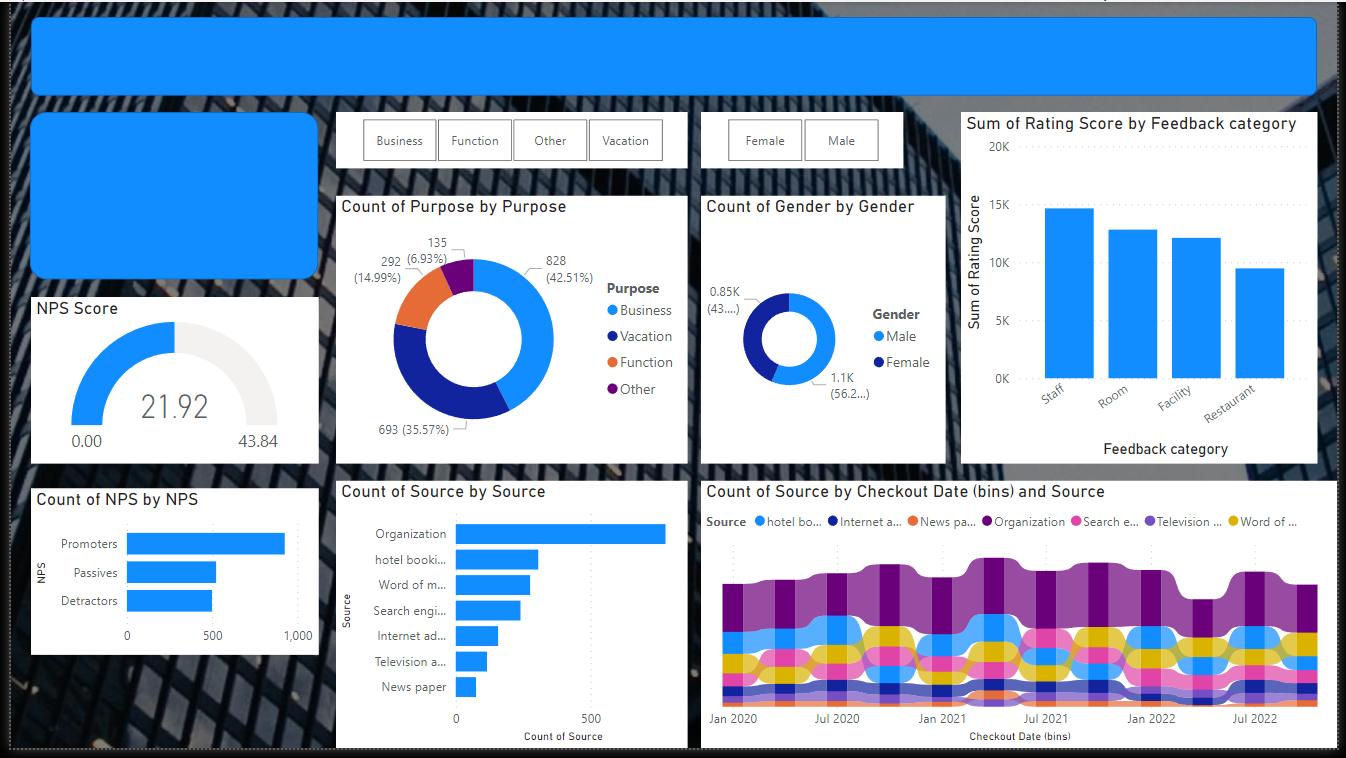 Business Function Other Vacation
Female Male
Sum of Rating Score by Feedback category
20K
15K
10K
5K
0K
Sum of Rating Score
Staff
Room
Facility
Restaurant
Feedback category
Count of Purpose by Purpose
135
(6.93%)
292
(14.99%)
828
(42.51%)
693 (35.57%)
Purpose
Business
Vacation
Function
Other
Count of Gender by Gender
0.85K
(43....)
1.1K
(56.2...)
Gender
Male
Female
NPS Score
21.92
0.00
43.84
Count of NPS by NPS
NPS
Promoters
Passives
Detractors
0 500 1,000
Count of Source by Source
Source
Organization
hotel booki...
Word of m...
Search engi...
Internet ad...
Television a...
News paper
0 500
Count of Source
Count of Source by Checkout Date (bins) and Source
Source hotel bo... Internet a... News pa... Organization Search e... Television ... Word of ...
Jan 2020 Jul 2020 Jan 2021 Jul 2021 Jan 2022 Jul 2022
Checkout Date (bins)